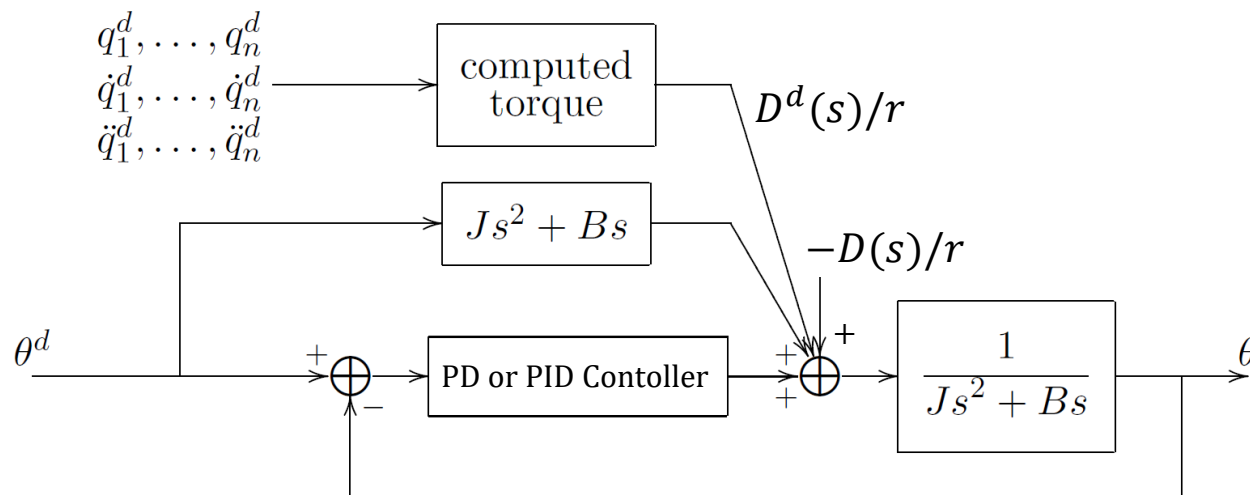 q_1^d, . . . , q_n^d
q̇_1^d, . . . , q̇_n^d
q̈_1^d, . . . , q̈_n^d
computed
torque
D^d(s)/r
Js^2 + Bs
−D(s)/r
θ^d
+
−
PD or PID Contoller
+
+
+
1
Js^2 + Bs
θ